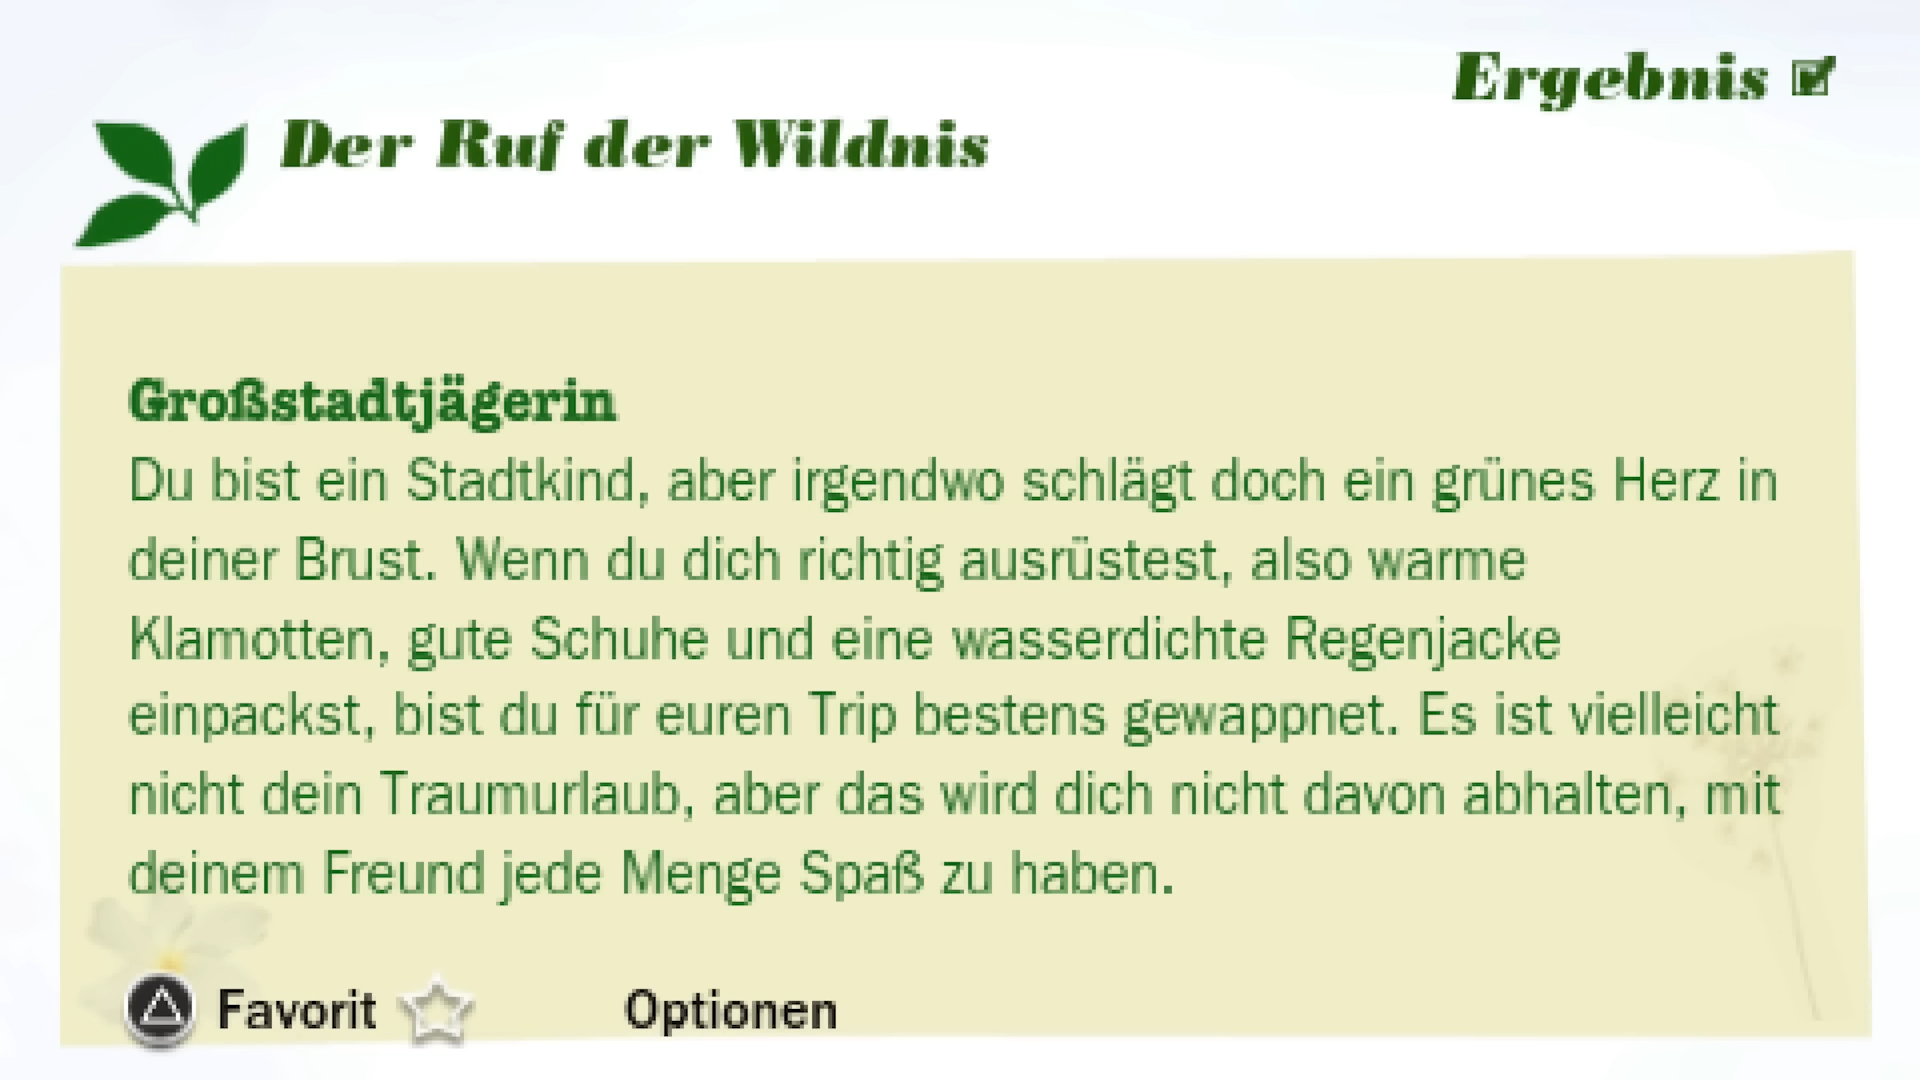 Ergebnis
Der Ruf der Wildnis
Großstadtjägerin
Du bist ein Stadtkind, aber irgendwo schlägt doch ein grünes Herz in
deiner Brust. Wenn du dich richtig ausrüstest, also warme
Klamotten, gute Schuhe und eine wasserdichte Regenjacke
einpackst, bist du für euren Trip bestens gewappnet. Es ist vielleicht
nicht dein Traumurlaub, aber das wird dich nicht davon abhalten, mit
deinem Freund jede Menge Spaß zu haben.
Favorit Optionen